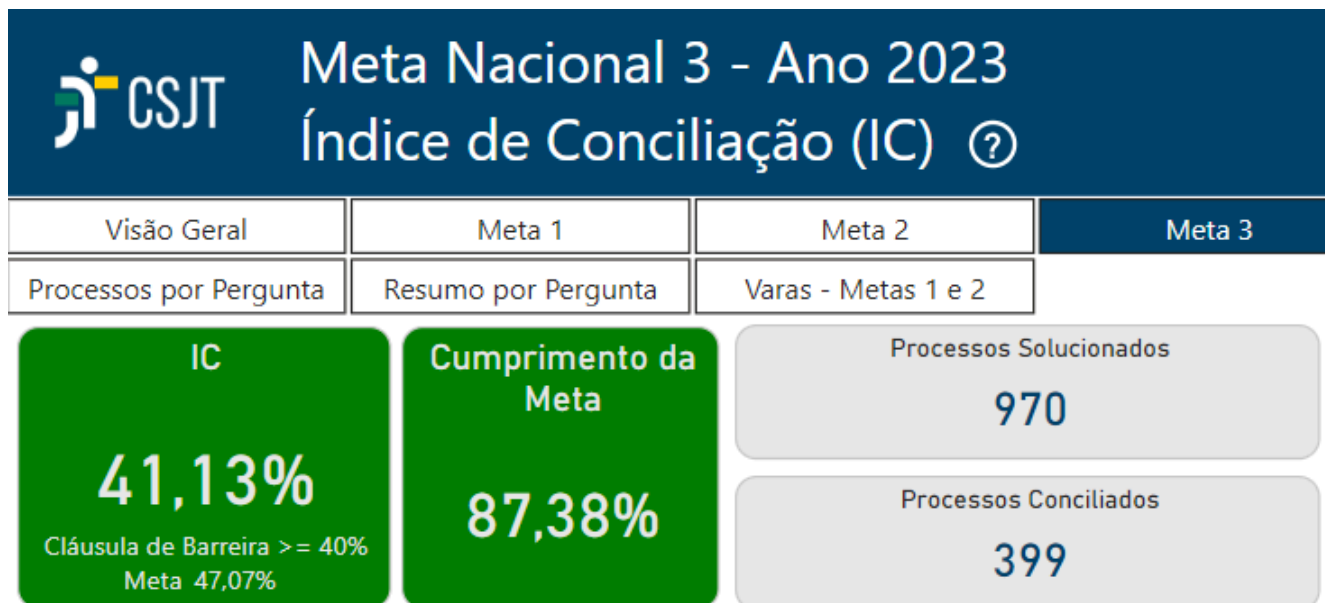 CSJT
Meta Nacional 3 - Ano 2023
Índice de Conciliação (IC) ?
Visão Geral
Meta 1
Meta 2
Meta 3
Processos por Pergunta
Resumo por Pergunta
Varas - Metas 1 e 2
IC
41,13%
Cláusula de Barreira >= 40%
Meta 47,07%
Cumprimento da
Meta
87,38%
Processos Solucionados
970
Processos Conciliados
399